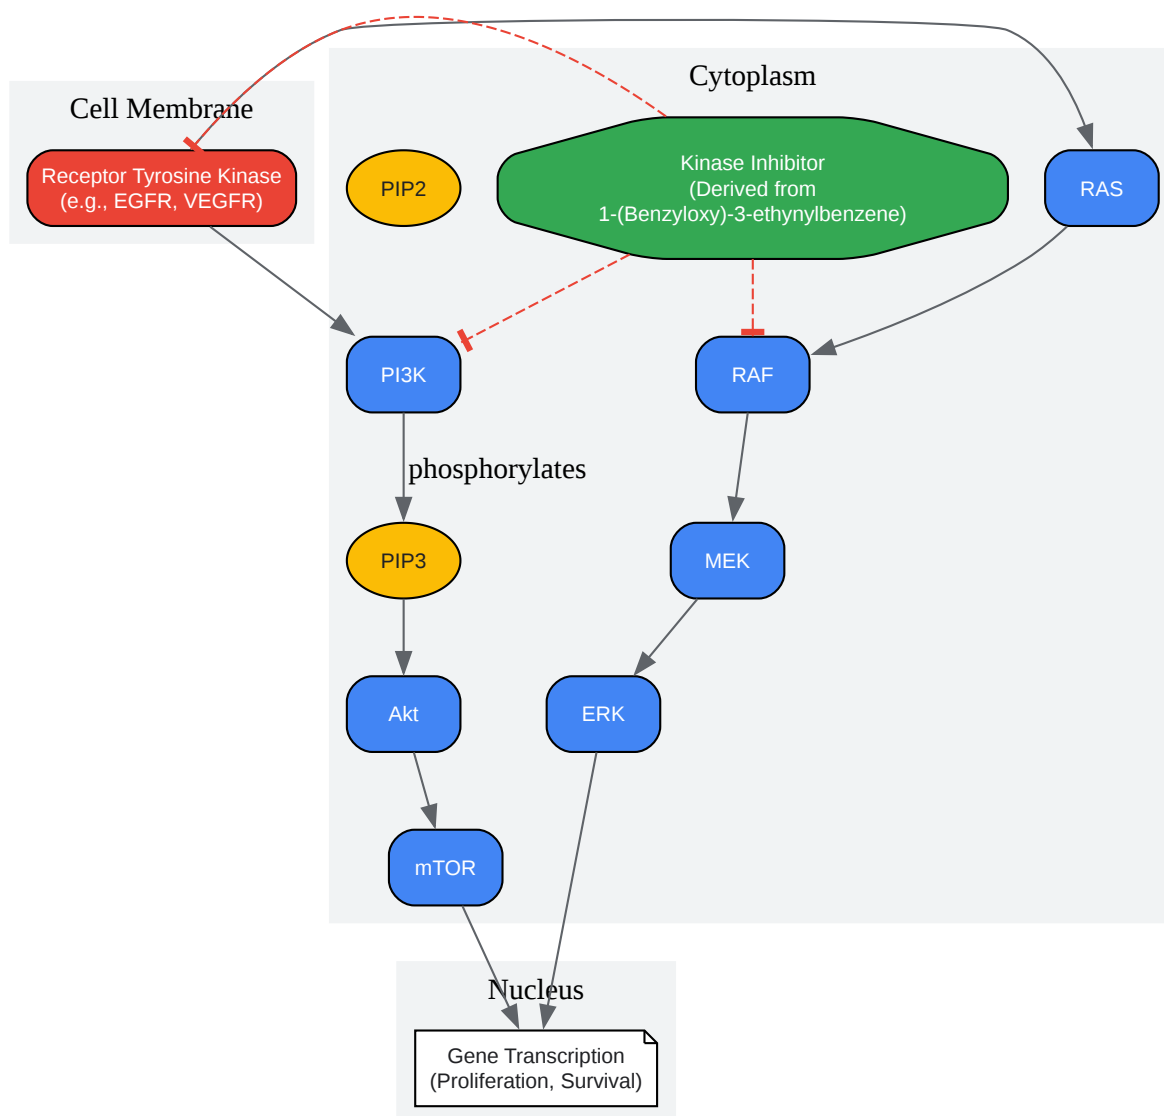 Cytoplasm
Cell Membrane
Receptor Tyrosine Kinase
(e.g., EGFR, VEGFR)
PIP2
Kinase Inhibitor
(Derived from
1-(Benzyloxy)-3-ethynylbenzene)
RAS
PI3K
RAF
phosphorylates
PIP3
MEK
Akt
ERK
mTOR
Nucleus
Gene Transcription
(Proliferation, Survival)